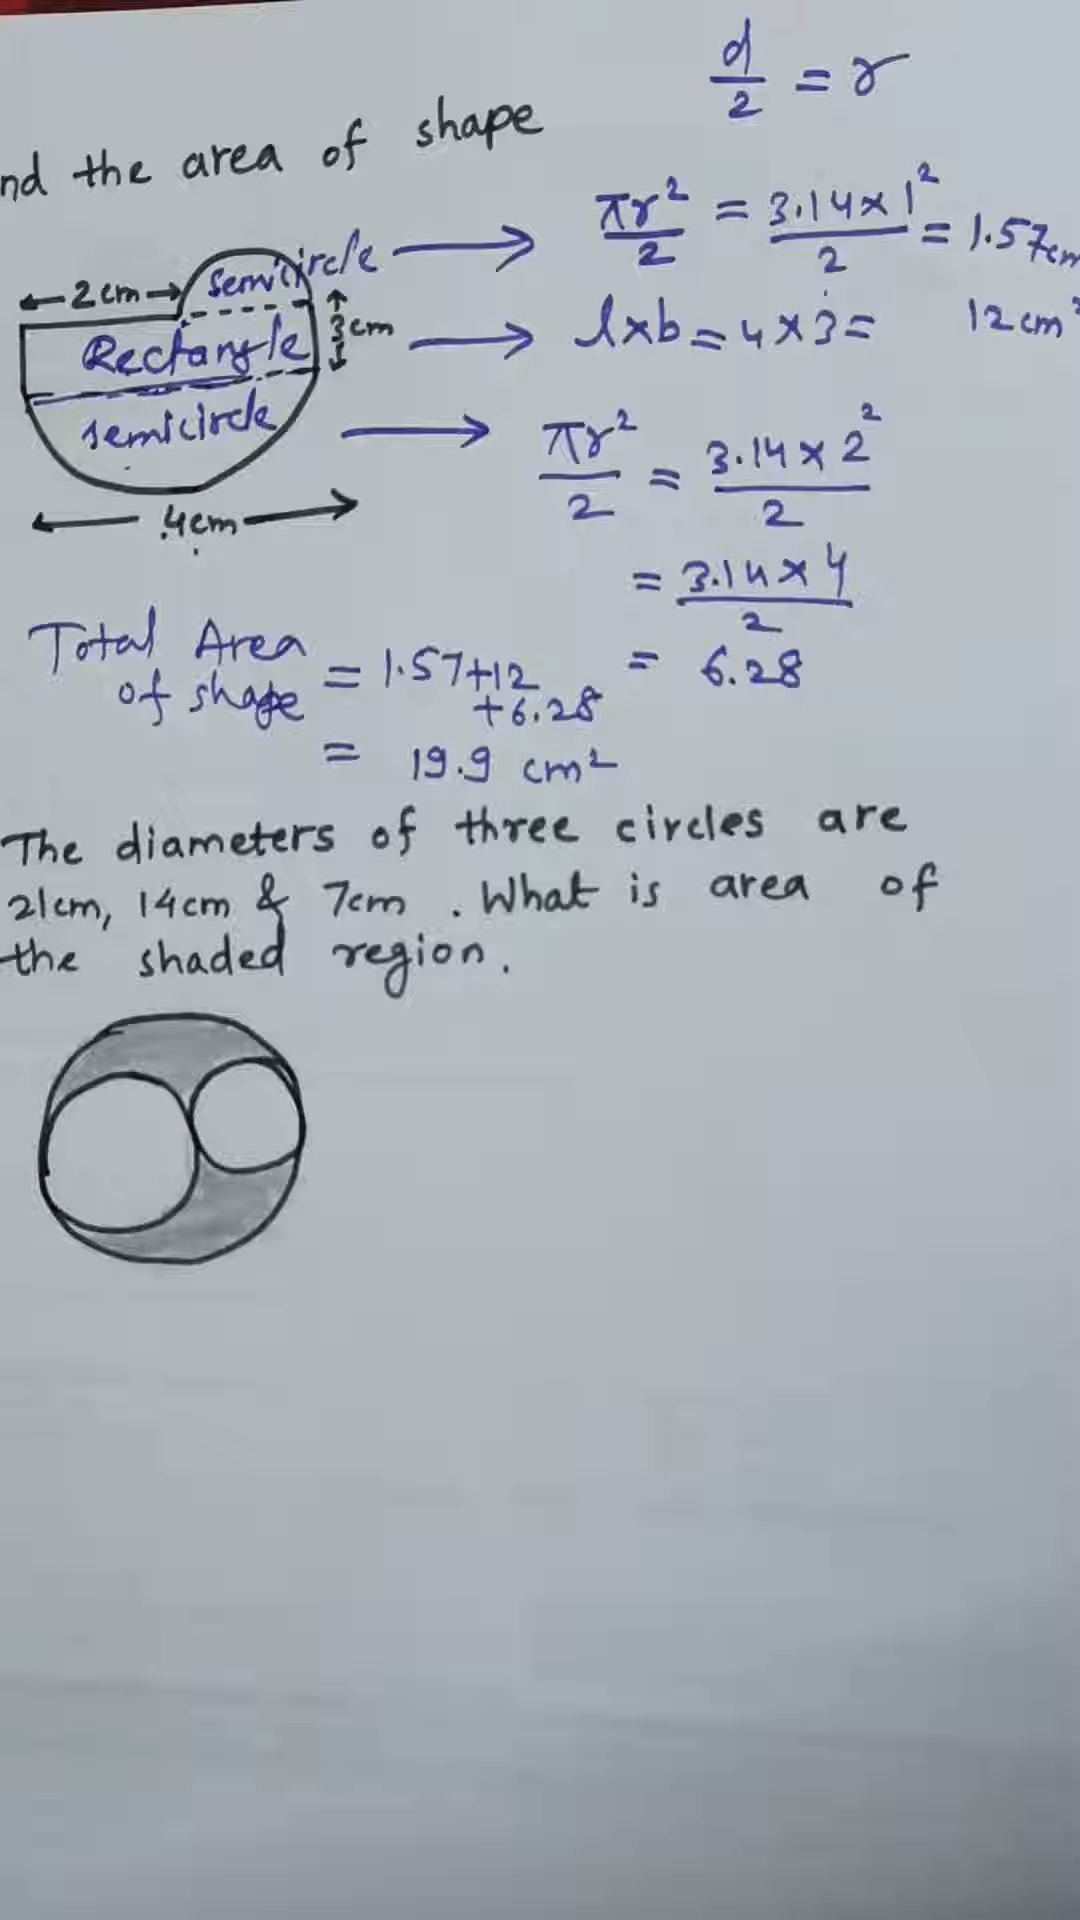 d/2 = r
nd the area of shape
semicircle → πr²/2 = 3.14×1²/2 = 1.57cm
2cm
Rectangle 3cm → l×b = 4×3 = 12cm²
semicircle → πr²/2 = 3.14×2²/2
4cm
= 3.14×4/2
= 6.28
Total Area
of shape = 1.57+12
+6.28
= 19.9 cm²
The diameters of three circles are
21cm, 14cm & 7cm. What is area of
the shaded region.